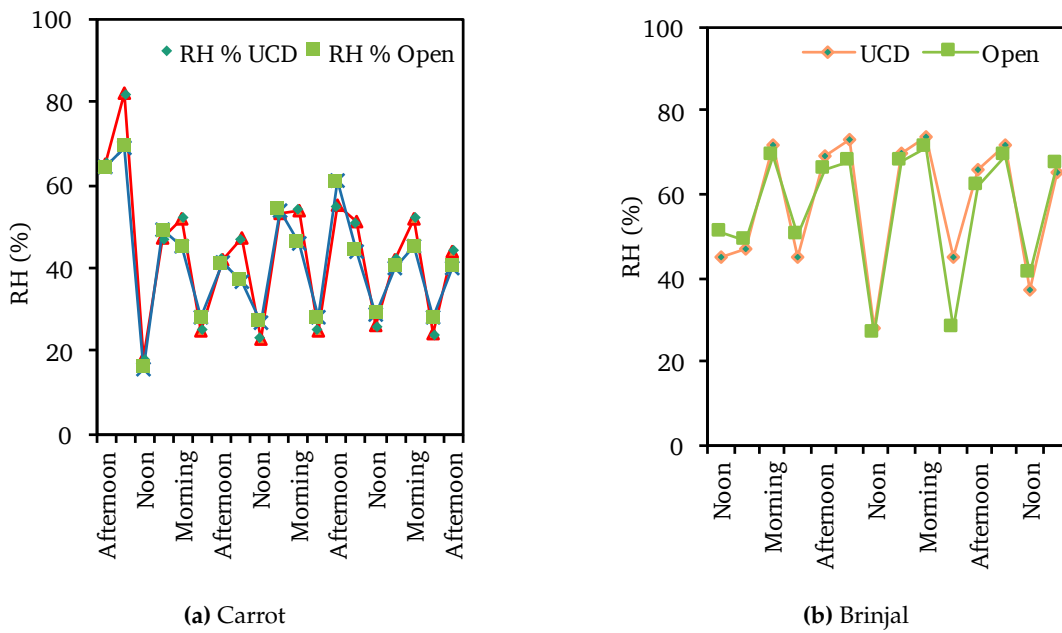 100
80
60
40
20
0
RH (%)
RH % UCD RH % Open
Afternoon
Noon
Morning
Afternoon
Noon
Morning
Afternoon
Noon
Morning
Afternoon
(a) Carrot
100
80
60
40
20
0
RH (%)
UCD Open
Noon
Morning
Afternoon
Noon
Morning
Afternoon
Noon
(b) Brinjal